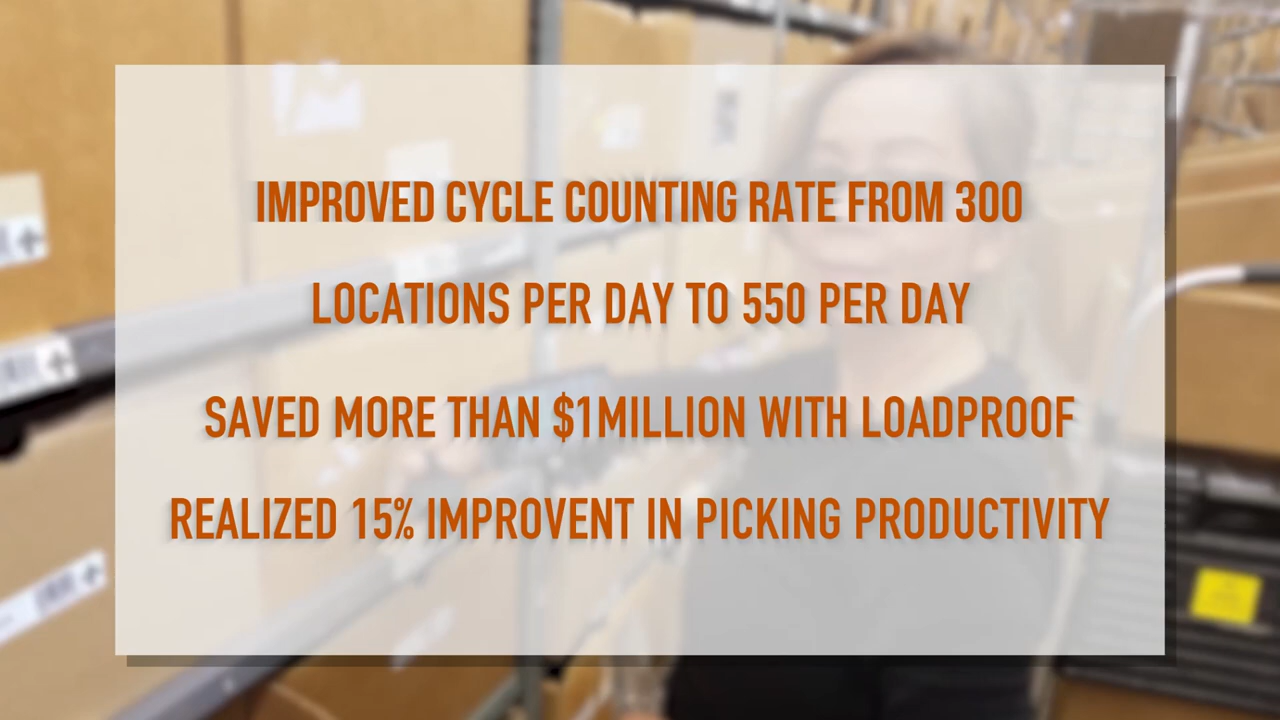 IMPROVED CYCLE COUNTING RATE FROM 300
LOCATIONS PER DAY TO 550 PER DAY
SAVED MORE THAN $1MILLION WITH LOADPROOF
REALIZED 15% IMPROVENT IN PICKING PRODUCTIVITY